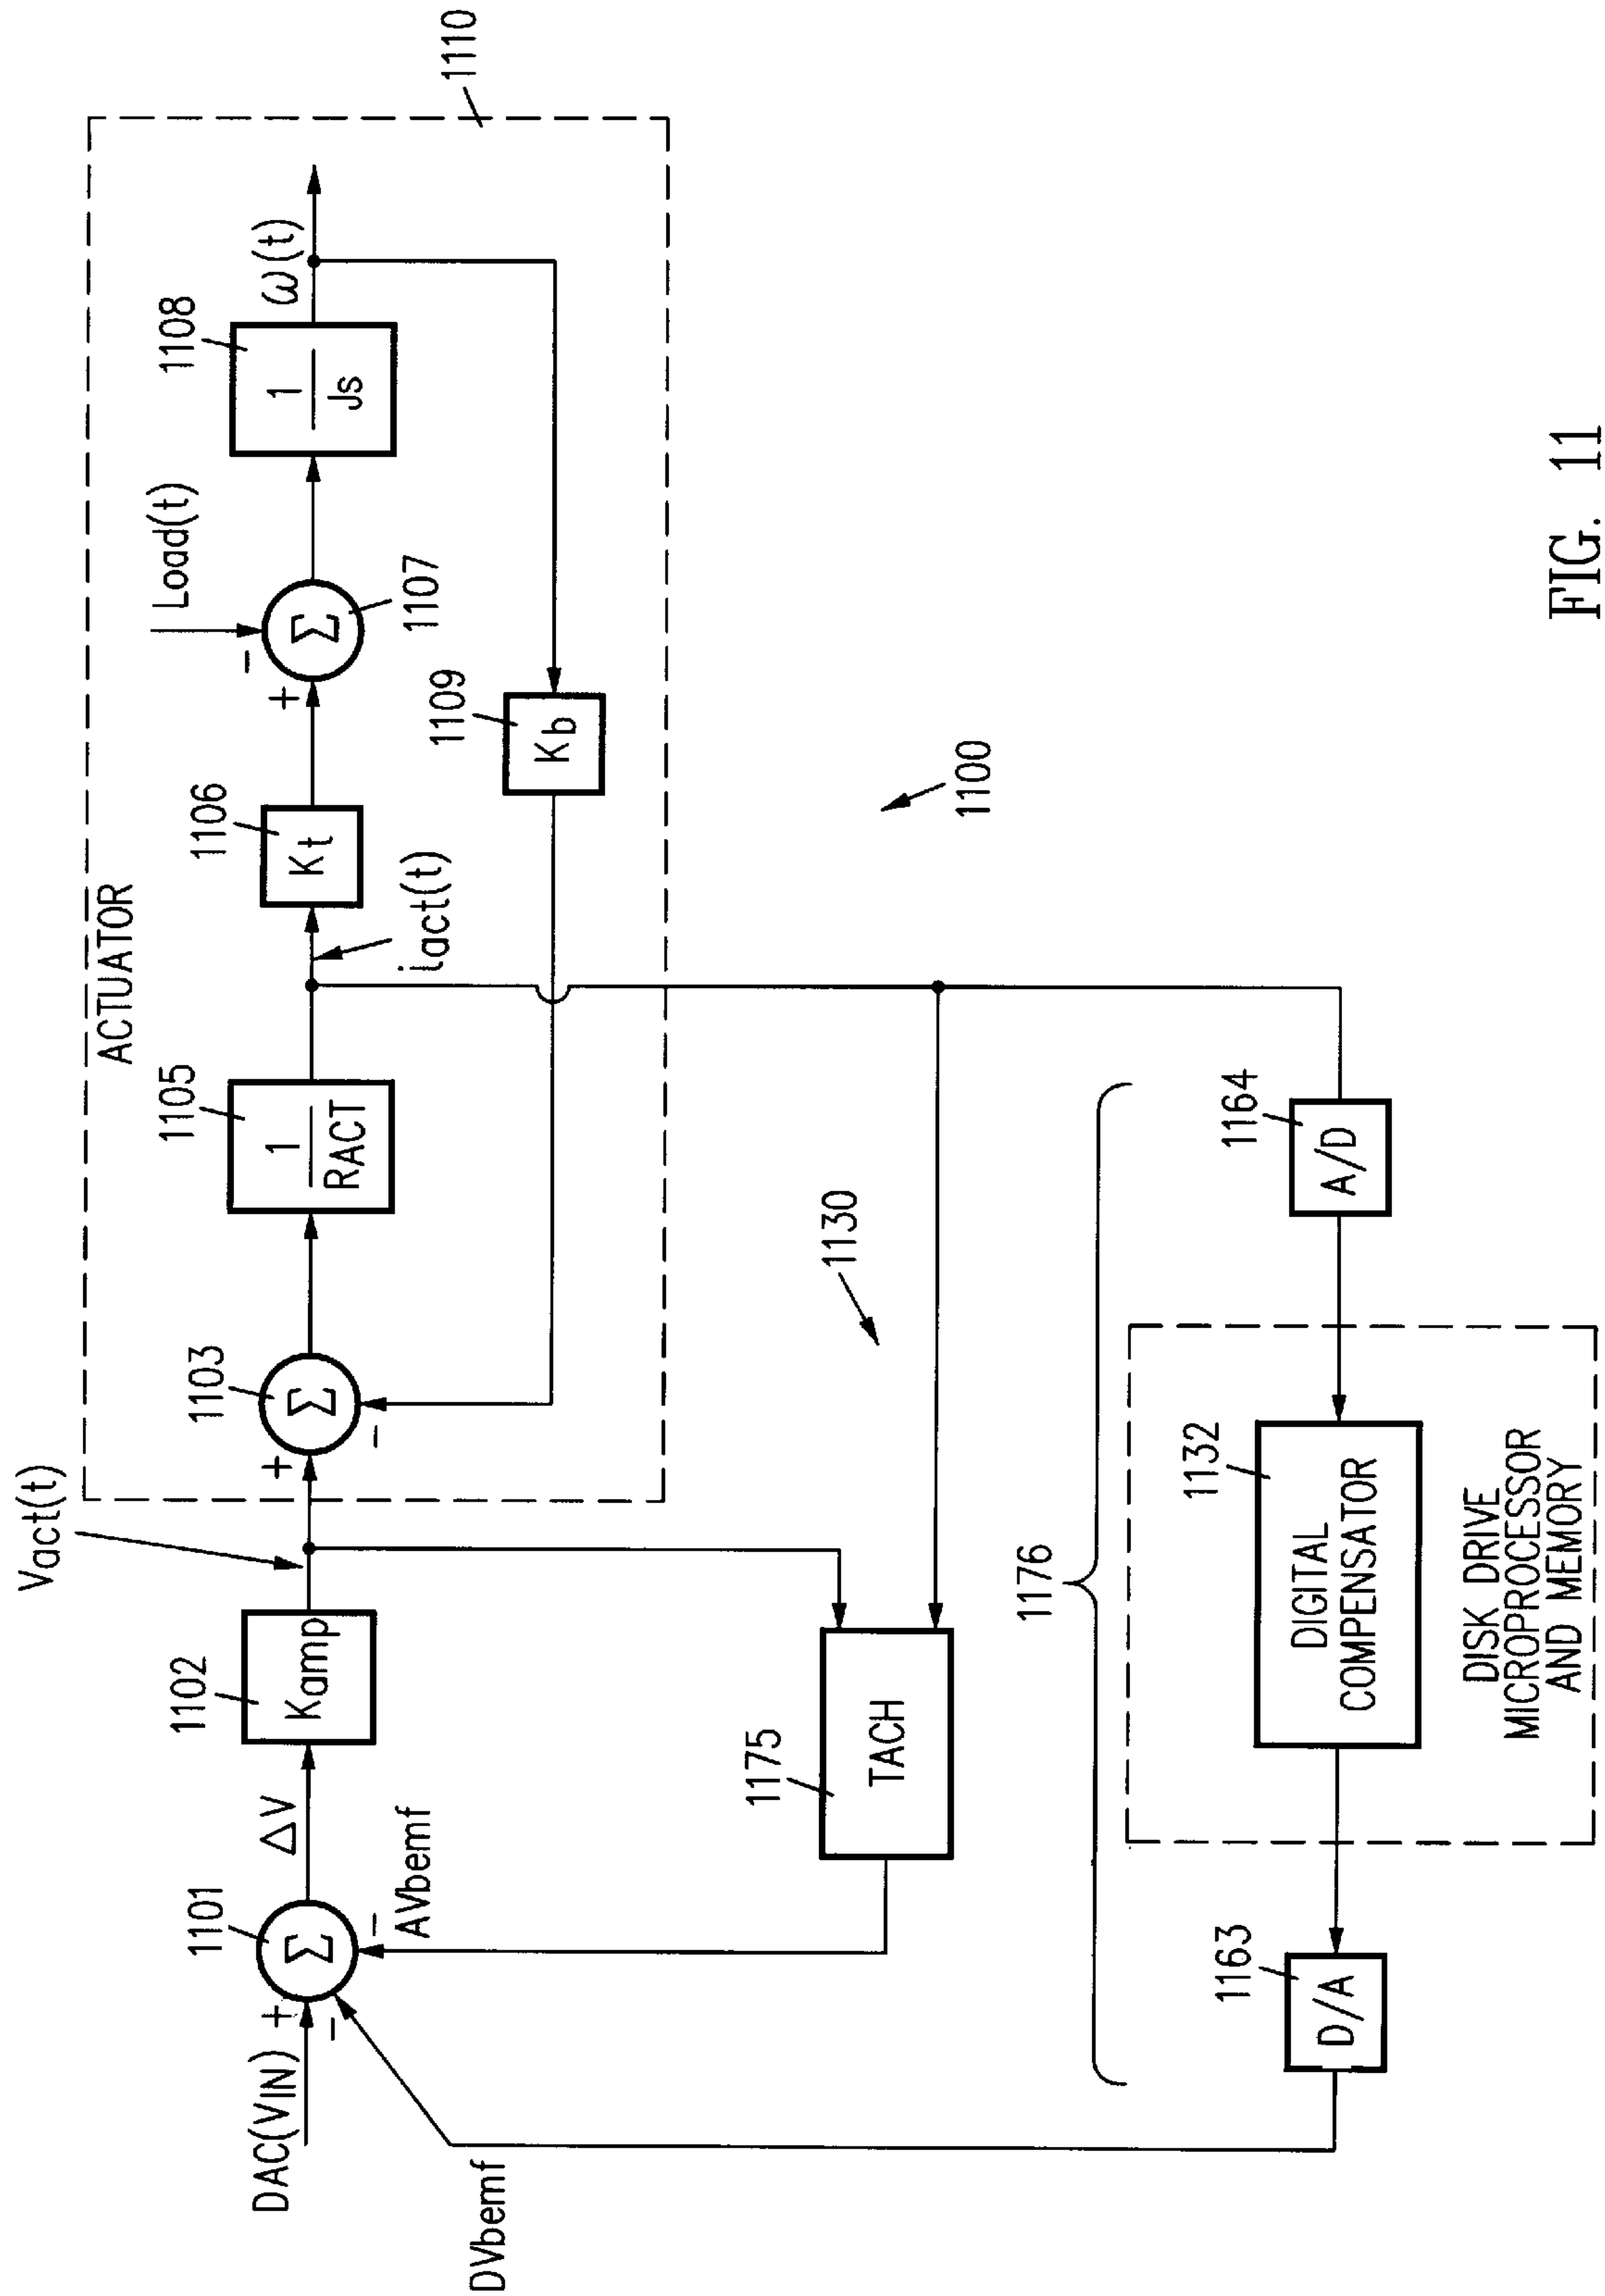 ACTUATOR
1110
Vact(t)
1103
Σ
+
-
1105
1
RACT
iact(t)
1106
Kt
Load(t)
-
+
Σ
1107
1108
1
Js
ω(t)
1109
Kb
DAC(VIN)
+
-
-
1101
Σ
ΔV
1102
Kamp
AVbemf
DVbemf
1175
TACH
1130
1100
1176
1163
D/A
1132
DIGITAL
COMPENSATOR
DISK DRIVE
MICROPROCESSOR
AND MEMORY
1164
A/D
FIG. 11